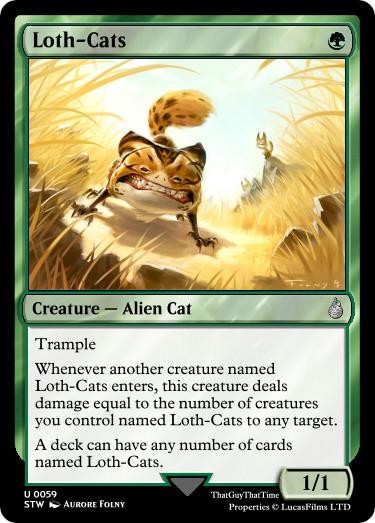 Loth-Cats
FOLNY
Creature — Alien Cat
Trample
Whenever another creature named
Loth-Cats enters, this creature deals
damage equal to the number of creatures
you control named Loth-Cats to any target.
A deck can have any number of cards
named Loth-Cats.
1/1
U 0059
STW AURORE FOLNY
ThatGuyThatTime
Properties © LucasFilms LTD